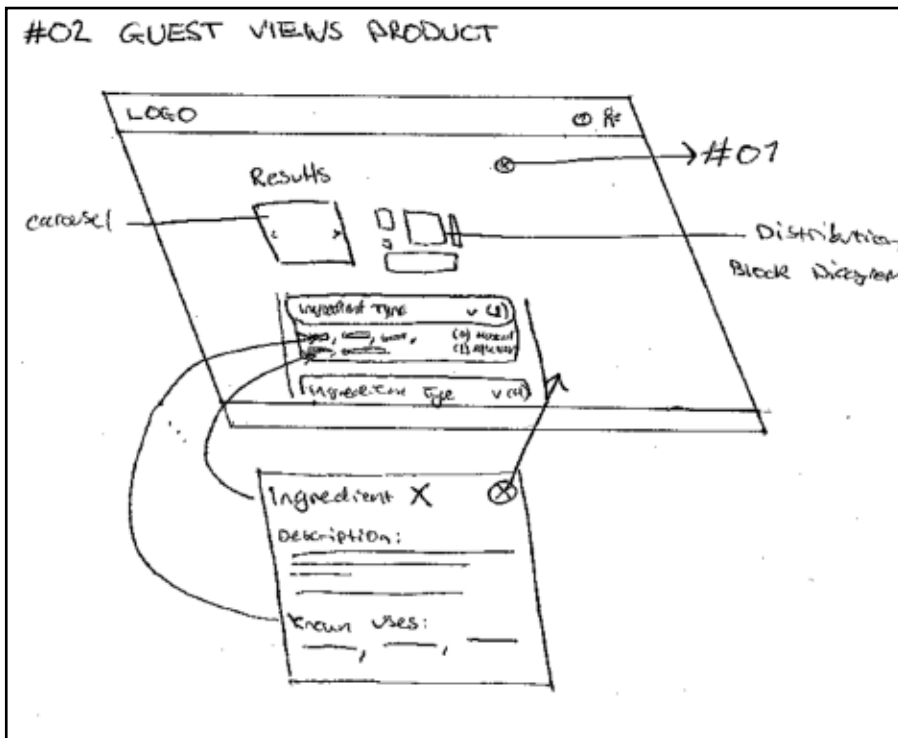 #02 GUEST VIEWS PRODUCT
LOGO
#01
Results
carousel
Distribution
Block Diagram
Ingredient Type v
Ingredient Type v
Ingredient X
Description:
Known uses: